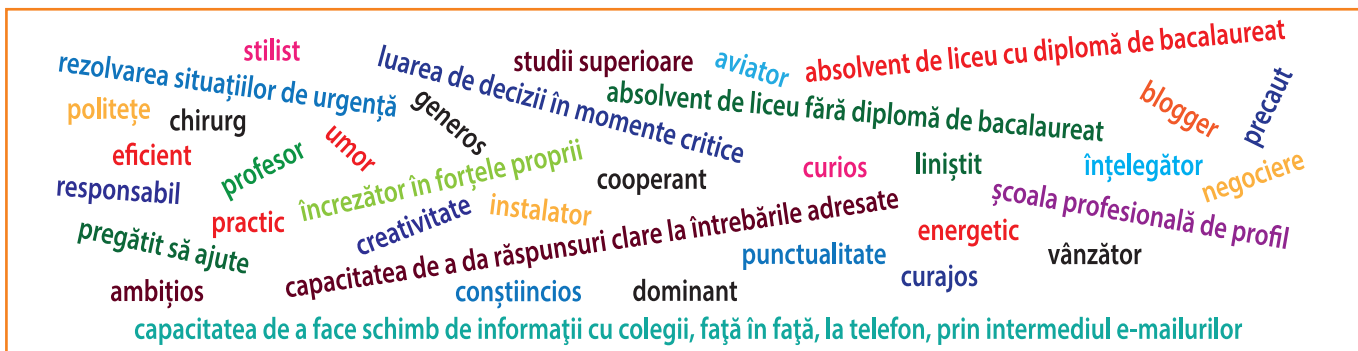 stilist
rezolvarea situațiilor de urgență
luarea de decizii în momente critice
studii superioare
aviator
absolvent de liceu cu diplomă de bacalaureat
politețe
chirurg
generos
absolvent de liceu fără diplomă de bacalaureat
blogger
precaut
eficient
profesor
umor
încrezător în forțele proprii
cooperant
curios
liniștit
înțelegător
negociere
responsabil
practic
creativitate
instalator
capacitatea de a da răspunsuri clare la întrebările adresate
școala profesională de profil
pregătit să ajute
punctualitate
energetic
vânzător
ambițios
conștiincios
dominant
curajos
capacitatea de a face schimb de informaţii cu colegii, faţă în faţă, la telefon, prin intermediul e-mailurilor